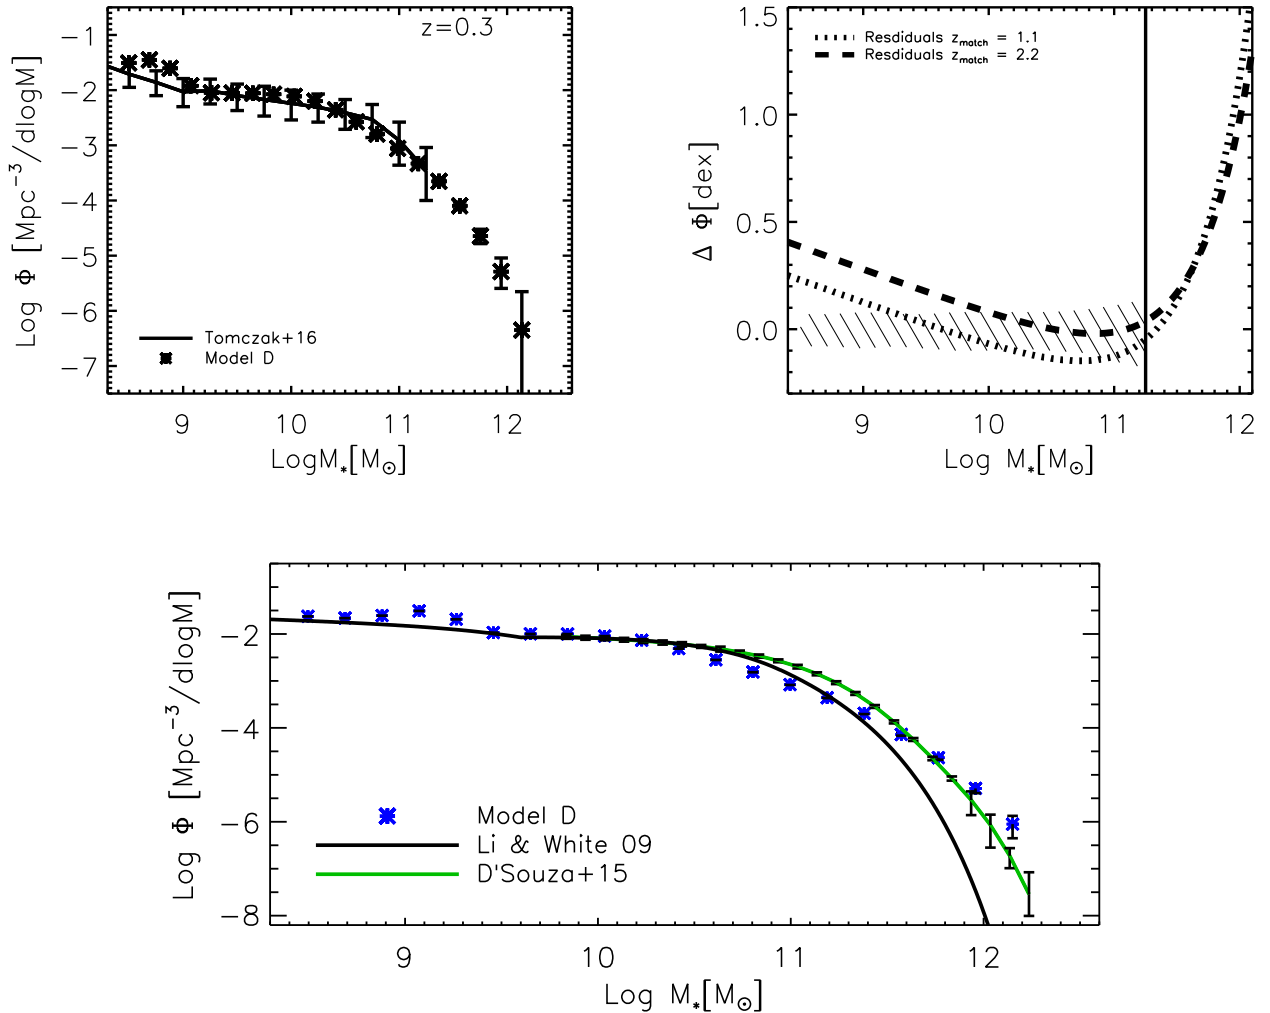 z=0.3
−1
−2
−3
−4
−5
−6
−7
Log Φ [Mpc⁻³/dlogM]
Tomczak+16
Model D
9 10 11 12
LogM*[M⊙]
1.5
1.0
0.5
0.0
Δ Φ[dex]
Resdiduals z_match = 1.1
Resdiduals z_match = 2.2
9 10 11 12
Log M*[M⊙]
−2
−4
−6
−8
Log Φ [Mpc⁻³/dlogM]
Model D
Li & White 09
D'Souza+15
9 10 11 12
Log M*[M⊙]